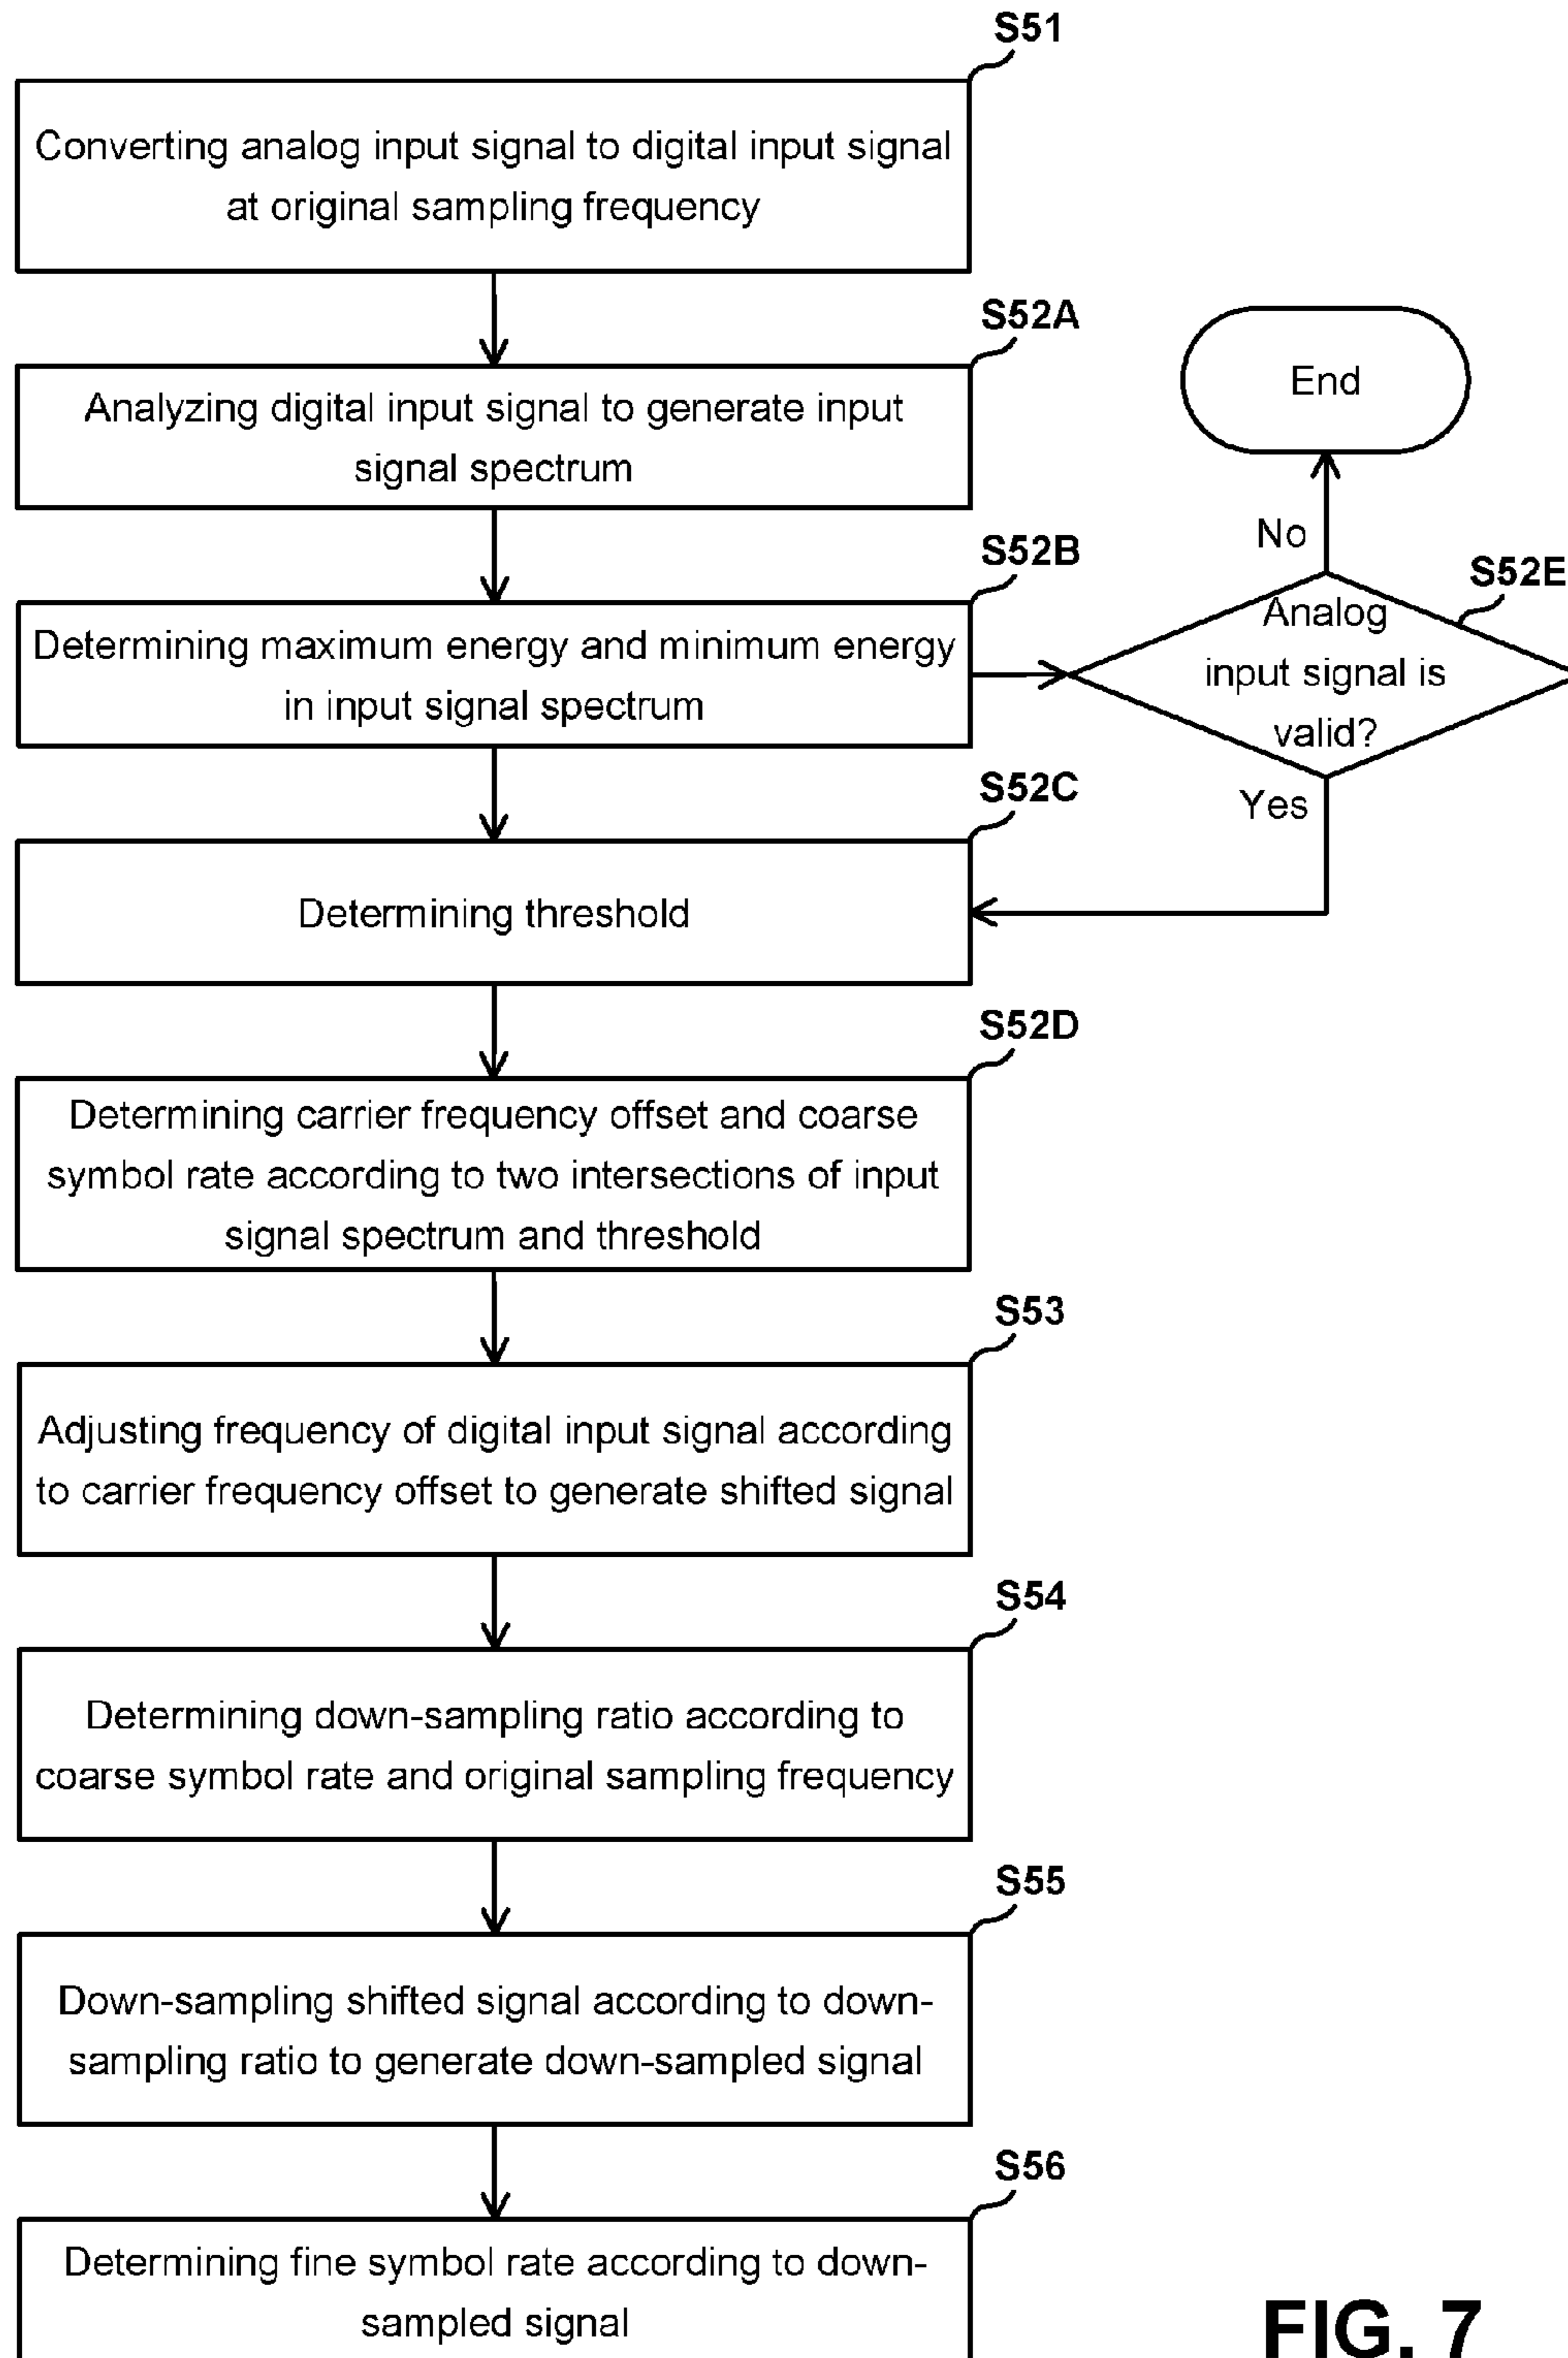 S51
Converting analog input signal to digital input signal
at original sampling frequency
S52A
Analyzing digital input signal to generate input
signal spectrum
End
No
S52B
Determining maximum energy and minimum energy
in input signal spectrum
S52E
Analog
input signal is
valid?
Yes
S52C
Determining threshold
S52D
Determining carrier frequency offset and coarse
symbol rate according to two intersections of input
signal spectrum and threshold
S53
Adjusting frequency of digital input signal according
to carrier frequency offset to generate shifted signal
S54
Determining down-sampling ratio according to
coarse symbol rate and original sampling frequency
S55
Down-sampling shifted signal according to down-
sampling ratio to generate down-sampled signal
S56
Determining fine symbol rate according to down-
sampled signal
FIG. 7